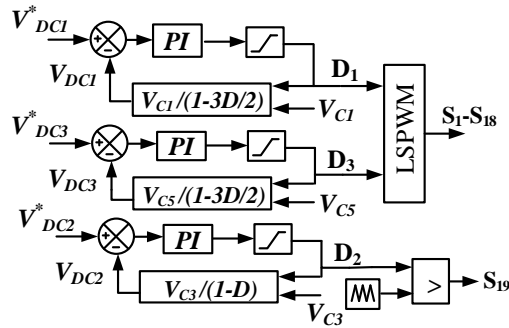 V*DC1
+
−
PI
VDC1
VC1/(1-3D/2)
D1
VC1
V*DC3
+
−
PI
VDC3
VC5/(1-3D/2)
D3
VC5
LSPWM
S1-S18
V*DC2
+
−
PI
VDC2
VC3/(1-D)
D2
VC3
>
S19